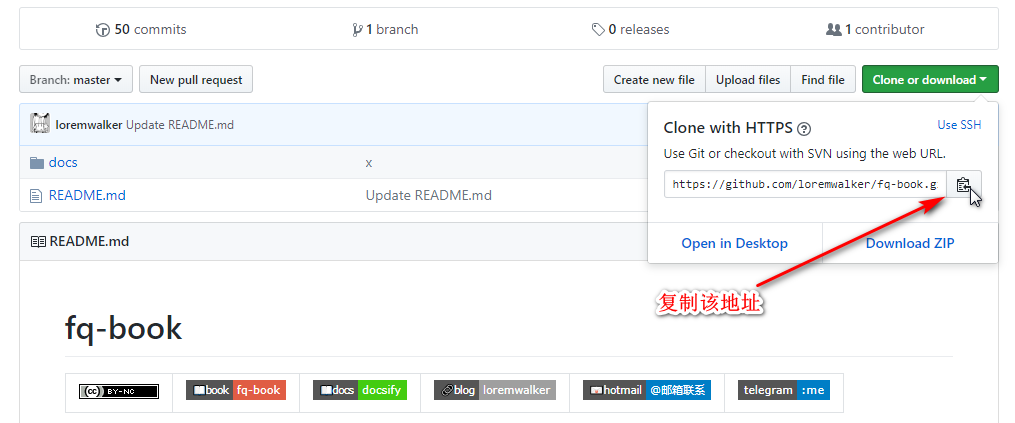 50 commits 1 branch 0 releases 1 contributor
Branch: master New pull request Create new file Upload files Find file Clone or download
loremwalker Update README.md
Clone with HTTPS ? Use SSH
Use Git or checkout with SVN using the web URL.
docs x
README.md Update README.md
https://github.com/loremwalker/fq-book.g
README.md
Open in Desktop Download ZIP
复制该地址
fq-book
cc BY-NC book fq-book docs docsify blog loremwalker hotmail @邮箱联系 telegram :me